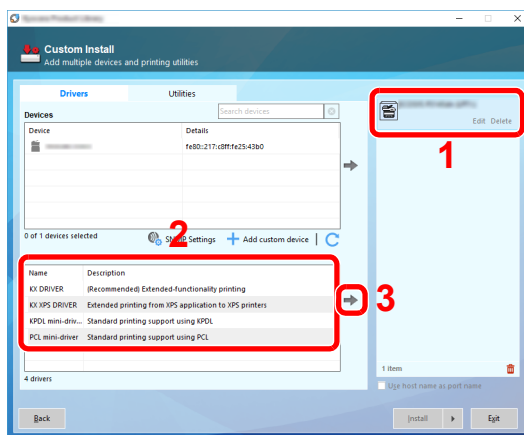 Custom Install
Add multiple devices and printing utilities
Drivers Utilities
Devices Search devices
Device Details
fe80::217:c8ff:fe25:43b0
Edit Delete
1
0 of 1 devices selected Settings Add custom device
2
Name Description
KX DRIVER (Recommended) Extended-functionality printing
KX XPS DRIVER Extended printing from XPS application to XPS printers
KPDL mini-driv... Standard printing support using KPDL
PCL mini-driver Standard printing support using PCL
3
4 drivers
1 item
Use host name as port name
Back Install Exit